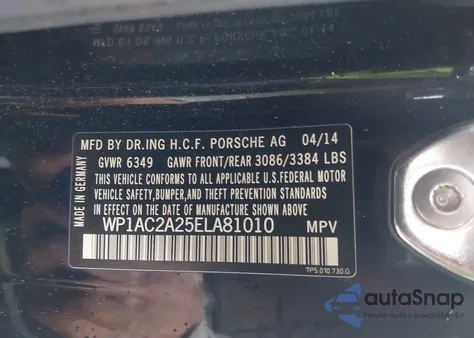 MFD BY DR.ING H.C.F. PORSCHE AG 04/14
GVWR 6349 GAWR FRONT/REAR 3086/3384 LBS
THIS VEHICLE CONFORMS TO ALL APPLICABLE
U.S.FEDERAL MOTOR
VEHICLE SAFETY,BUMPER,AND THEFT PREVENTION
STANDARDS IN EFFECT ON THE DATE OF
MANUFACTURE SHOWN ABOVE.
WP1AC2A25ELA81010 MPV
MADE IN GERMANY
7P5.010.730.G
autoSnap